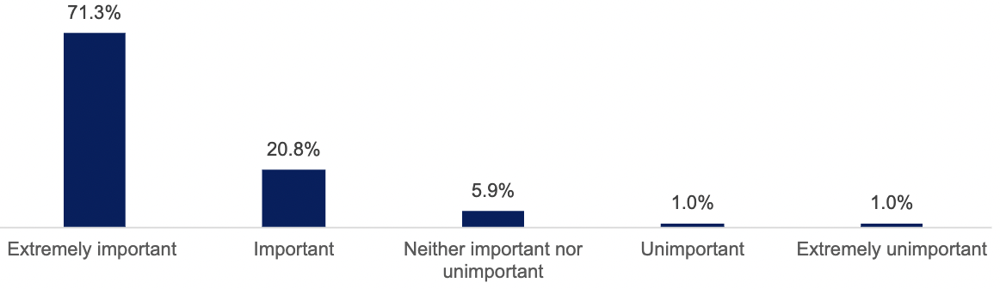 71.3%
20.8%
5.9%
1.0%
1.0%
Extremely important
Important
Neither important nor
unimportant
Unimportant
Extremely unimportant